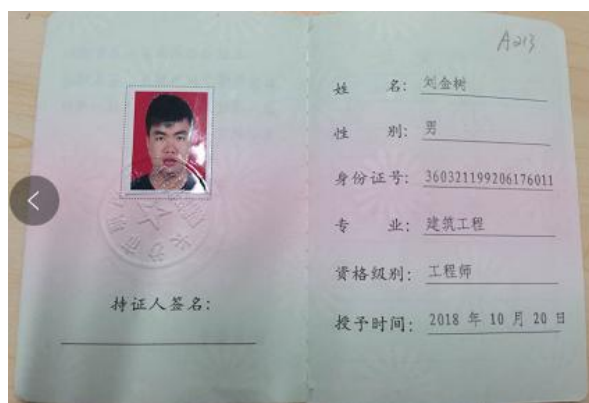 A213
姓 名: 刘金树
性 别: 男
身份证号: 360321199206176011
专 业: 建筑工程
资格级别: 工程师
持证人签名:
授予时间: 2018 年 10 月 20 日